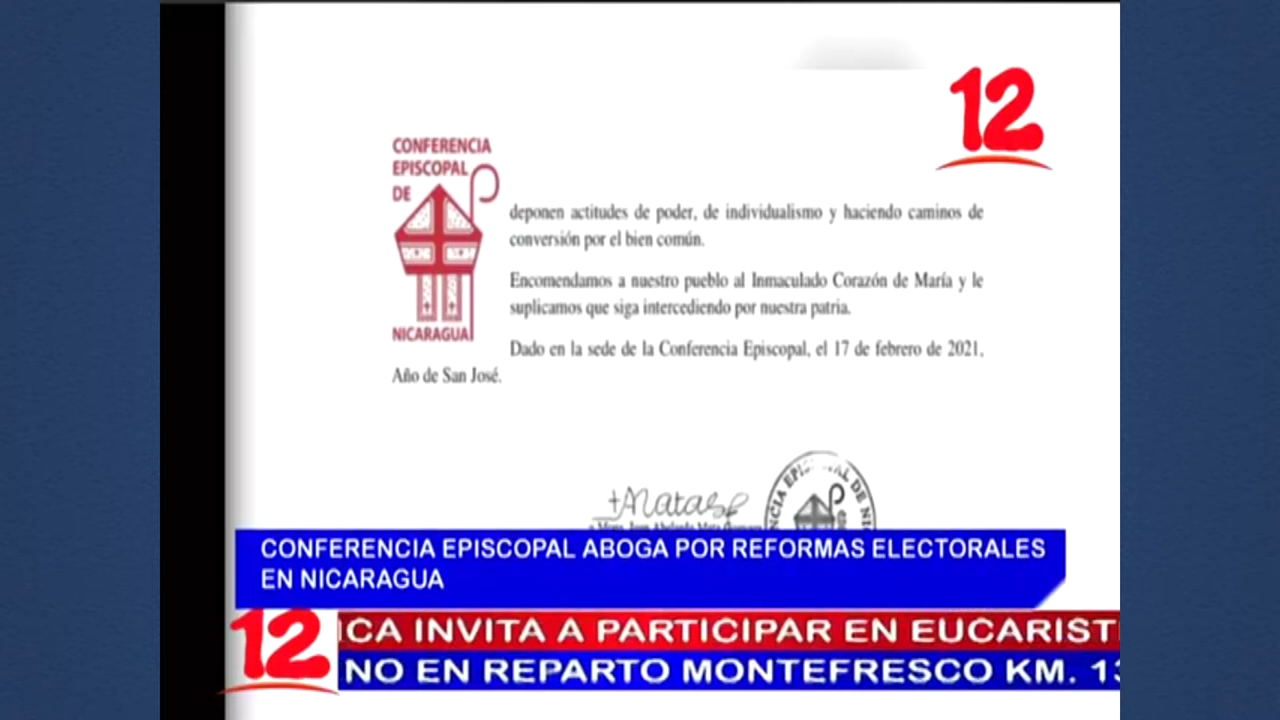 12
CONFERENCIA
EPISCOPAL
DE
NICARAGUA
deponen actitudes de poder, de individualismo y haciendo caminos de
conversión por el bien común.
Encomendamos a nuestro pueblo al Inmaculado Corazón de María y le
suplicamos que siga intercediendo por nuestra patria.
Dado en la sede de la Conferencia Episcopal, el 17 de febrero de 2021,
Año de San José.
+Matas
CONFERENCIA EPISCOPAL ABOGA POR REFORMAS ELECTORALES
EN NICARAGUA
12
ICA INVITA A PARTICIPAR EN EUCARISTI
NO EN REPARTO MONTEFRESCO KM. 13